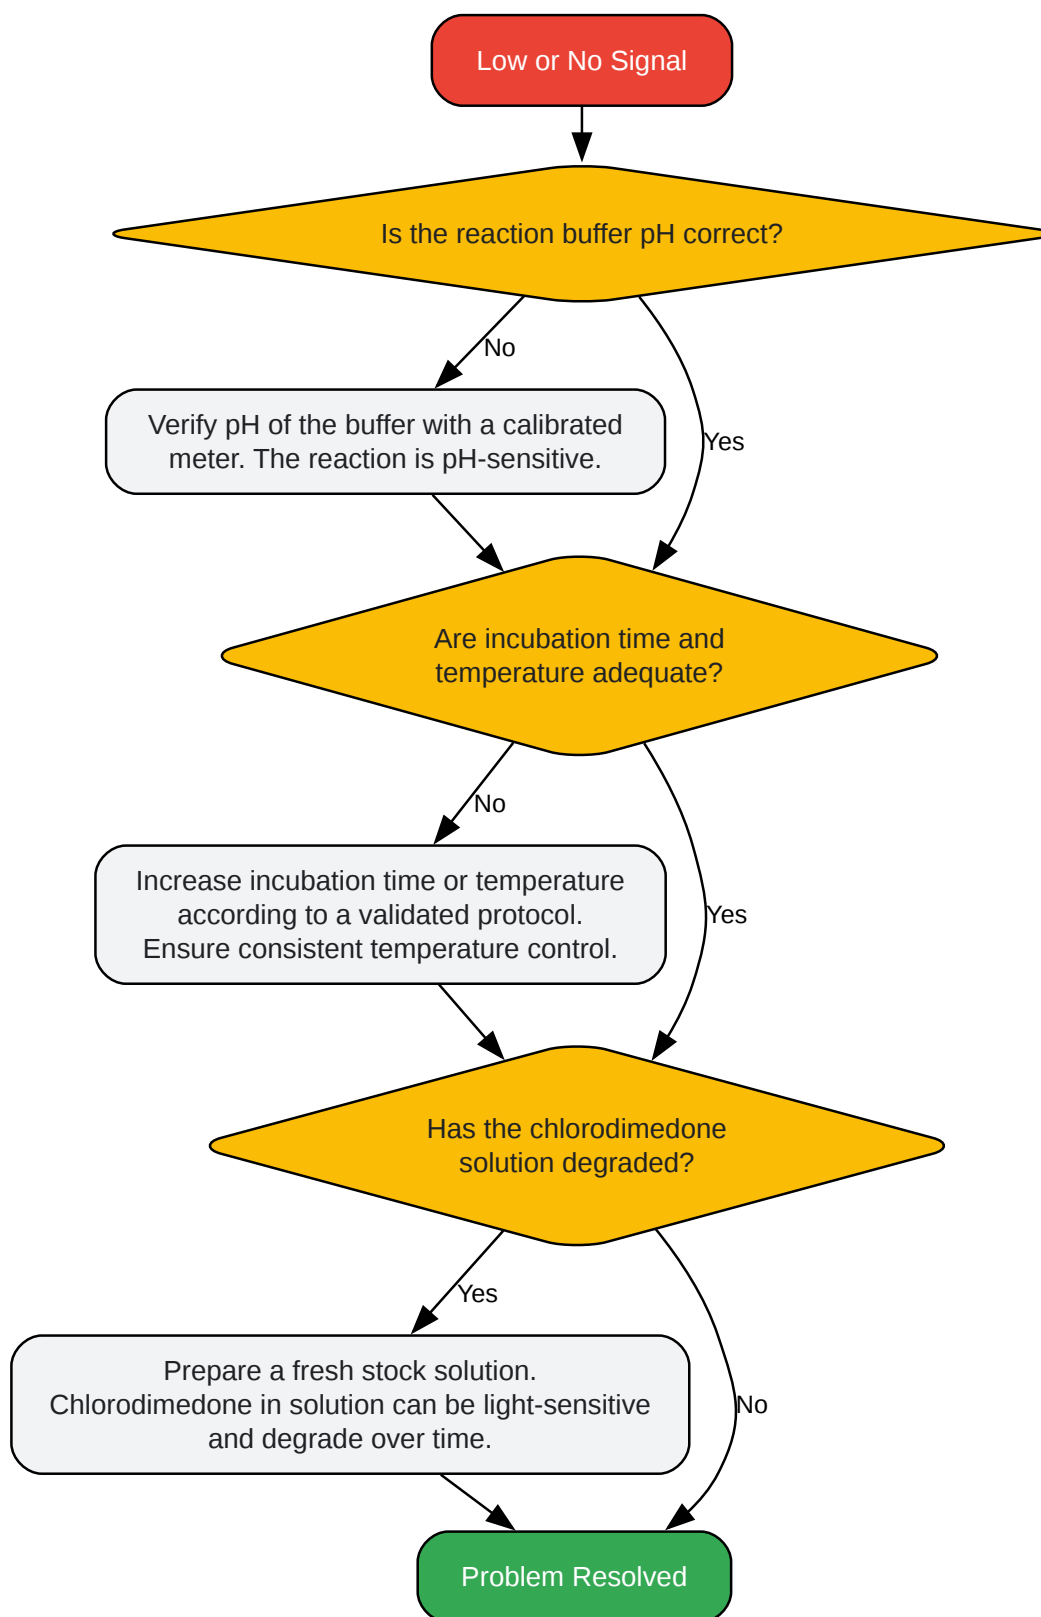 Low or No Signal
Is the reaction buffer pH correct?
No
Verify pH of the buffer with a calibrated
meter. The reaction is pH-sensitive.
Yes
Are incubation time and
temperature adequate?
No
Increase incubation time or temperature
according to a validated protocol.
Ensure consistent temperature control.
Yes
Has the chlorodimedone
solution degraded?
Yes
Prepare a fresh stock solution.
Chlorodimedone in solution can be light-sensitive
and degrade over time.
No
Problem Resolved